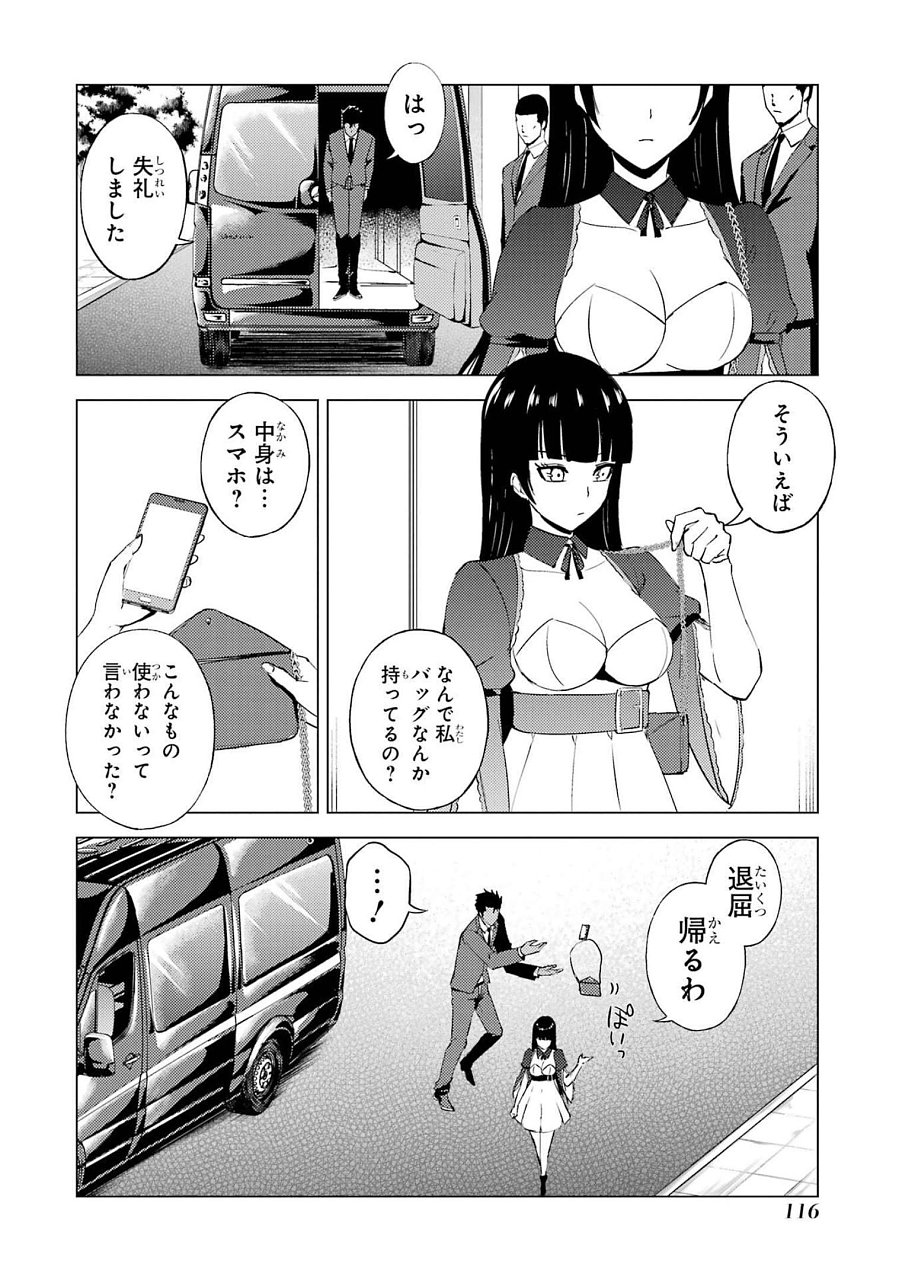 はっ
失礼
しました
そういえば
なんで私
バッグなんか
持ってるの?
中身は…
スマホ?
こんなもの
使わないって
言わなかった?
退屈
帰るわ
ぽいっ
…!
116